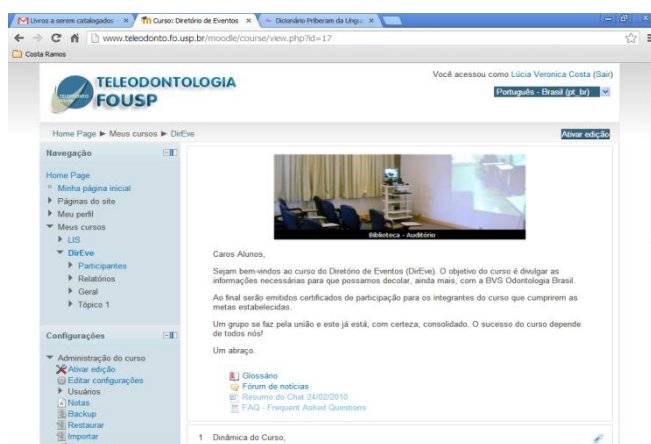 Livros a serem catalogados
Curso: Diretório de Eventos
Dicionário Priberam da Língu
www.teleodonto.fo.usp.br/moodle/course/view.php?id=17
Costa Ramos
TELEODONTOLOGIA
FOUSP
Você acessou como Lúcia Veronica Costa (Sair)
Português - Brasil (pt_br)
Home Page ► Meus cursos ► DirEve
Ativar edição
Navegação
Home Page
Minha página inicial
Páginas do site
Meu perfil
Meus cursos
LIS
DirEve
Participantes
Relatórios
Geral
Tópico 1
Configurações
Administração do curso
Ativar edição
Editar configurações
Usuários
Notas
Backup
Restaurar
Importar
Biblioteca - Auditório
Caros Alunos,
Sejam bem-vindos ao curso do Diretório de Eventos (DirEve). O objetivo do curso é divulgar as
informações necessárias para que possamos decolar, ainda mais, com a BVS Odontologia Brasil.
Ao final serão emitidos certificados de participação para os integrantes do curso que cumprirem as
metas estabelecidas.
Um grupo se faz pela união e este já está, com certeza, consolidado. O sucesso do curso depende
de todos nós!
Um abraço.
Glossário
Fórum de notícias
Resumo do Chat 24/02/2010
FAQ - Frequent Asked Questions
1 Dinâmica do Curso,